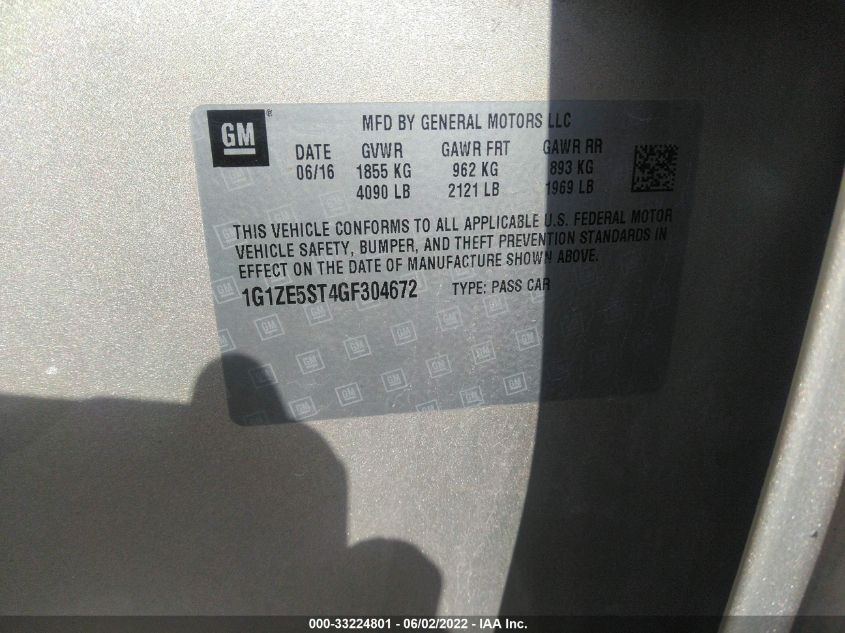 GM®
MFD BY GENERAL MOTORS LLC
DATE GVWR GAWR FRT GAWR RR
06/16 1855 KG 962 KG 893 KG
4090 LB 2121 LB 1969 LB
THIS VEHICLE CONFORMS TO ALL APPLICABLE U.S. FEDERAL MOTOR
VEHICLE SAFETY, BUMPER, AND THEFT PREVENTION STANDARDS IN
EFFECT ON THE DATE OF MANUFACTURE SHOWN ABOVE.
1G1ZE5ST4GF304672 TYPE: PASS CAR
000-33224801 - 06/02/2022 - IAA Inc.